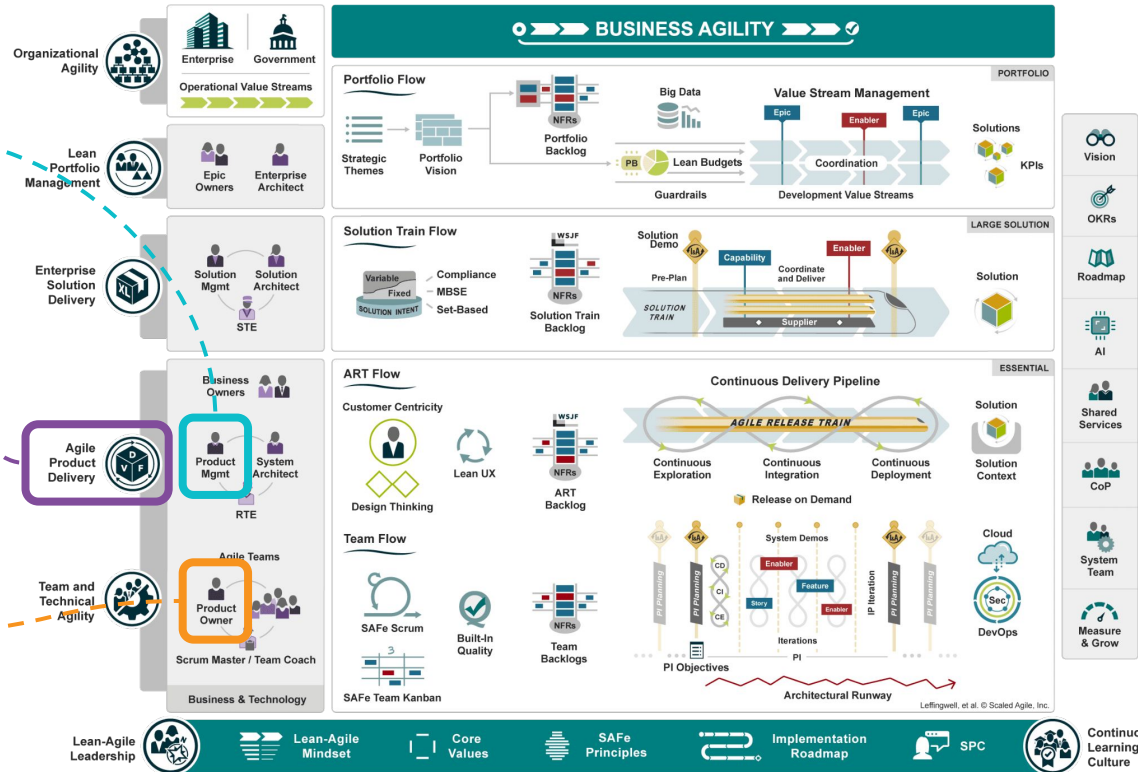 Organizational
Agility
Enterprise
Government
Operational Value Streams
BUSINESS AGILITY
PORTFOLIO
Portfolio Flow
Strategic
Themes
Portfolio
Vision
NFRs
Portfolio
Backlog
Big Data
PB
Lean Budgets
Guardrails
Value Stream Management
Epic
Enabler
Epic
Coordination
Development Value Streams
Solutions
KPIs
Lean
Portfolio
Management
Epic
Owners
Enterprise
Architect
LARGE SOLUTION
Solution Train Flow
Variable
Fixed
SOLUTION INTENT
Compliance
MBSE
Set-Based
WSJF
NFRs
Solution Train
Backlog
Solution
Demo
I&A
Pre-Plan
Capability
Coordinate
and Deliver
Enabler
I&A
SOLUTION
TRAIN
Supplier
Solution
Enterprise
Solution
Delivery
XL
Solution
Mgmt
Solution
Architect
STE
ESSENTIAL
ART Flow
Customer Centricity
Lean UX
Design Thinking
WSJF
NFRs
ART
Backlog
Continuous Delivery Pipeline
AGILE RELEASE TRAIN
Continuous
Exploration
Continuous
Integration
Continuous
Deployment
Release on Demand
Solution
Solution
Context
Business
Owners
Agile
Product
Delivery
D
V
F
Product
Mgmt
System
Architect
RTE
Team Flow
SAFe Scrum
3
SAFe Team Kanban
Built-In
Quality
NFRs
Team
Backlogs
I&A
I&A
PI Planning
PI Planning
CD
CI
CE
System Demos
Enabler
Feature
Story
Enabler
Iterations
IP Iteration
I&A
I&A
PI Planning
PI Planning
PI Objectives
PI
Architectural Runway
Cloud
Sec
DevOps
Leffingwell, et al. © Scaled Agile, Inc.
Agile Teams
Team and
Technical
Agility
Product
Owner
Scrum Master / Team Coach
Business & Technology
Vision
OKRs
Roadmap
AI
Shared
Services
CoP
System
Team
Measure
& Grow
Lean-Agile
Leadership
Lean-Agile
Mindset
Core
Values
SAFe
Principles
Implementation
Roadmap
SPC
Continuo
Learning
Culture